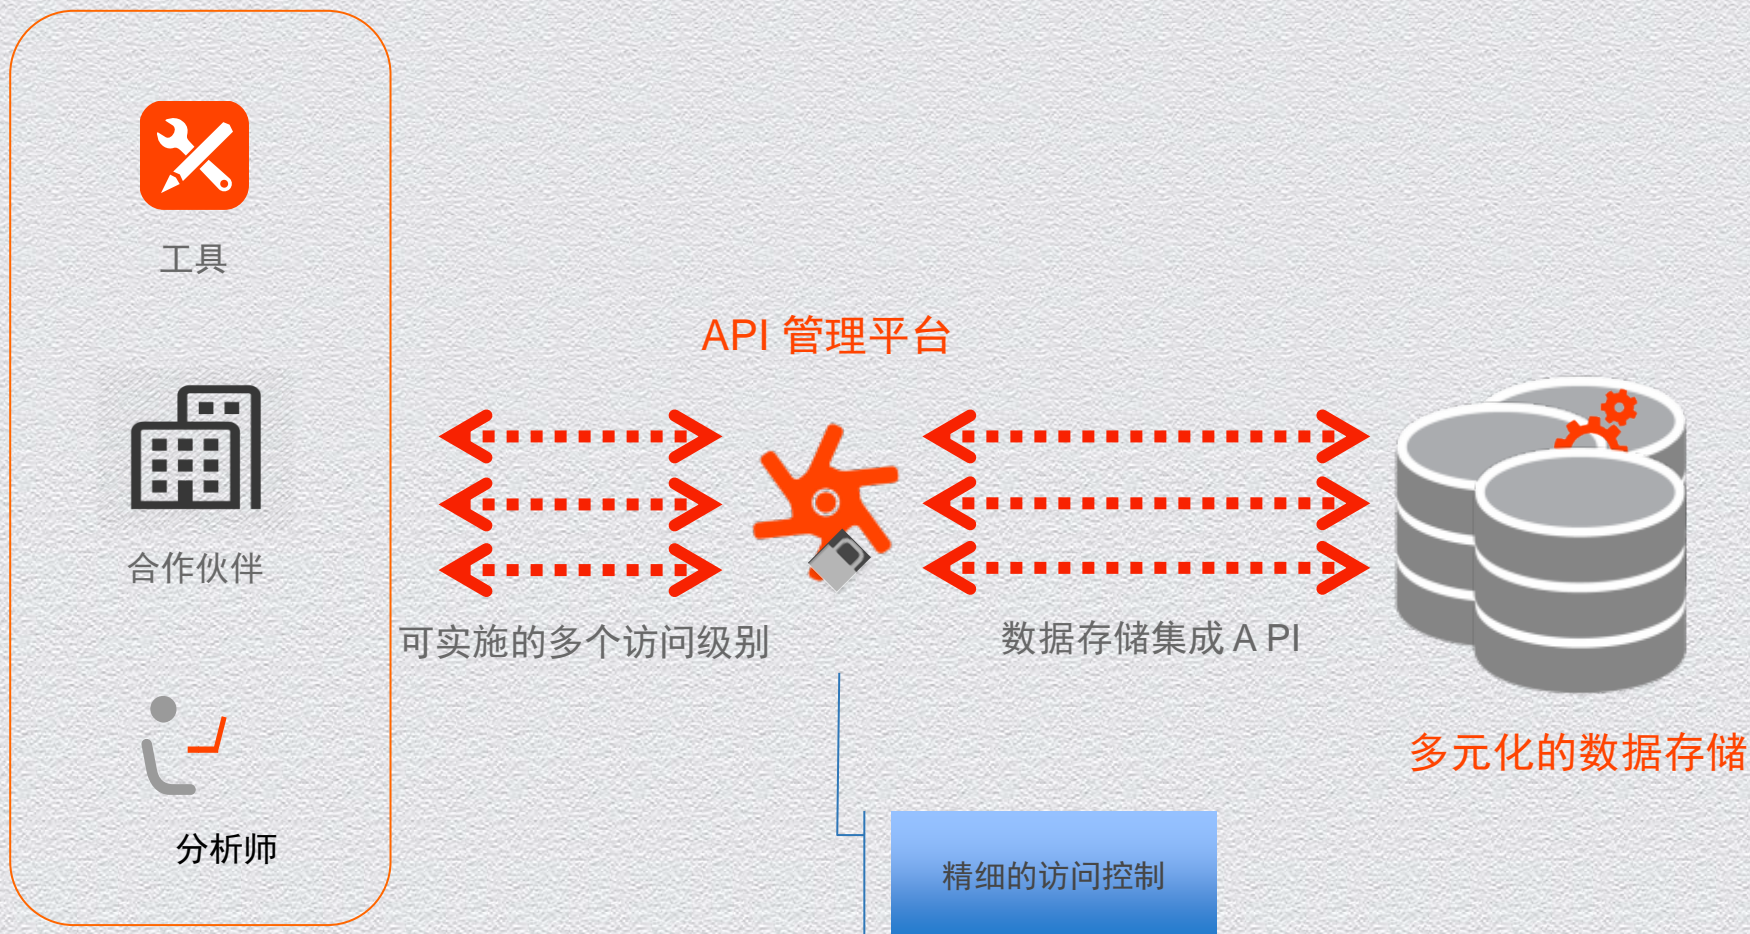 工具
API 管理平台
合作伙伴
可实施的多个访问级别
数据存储集成 A PI
多元化的数据存储
分析师
精细的访问控制